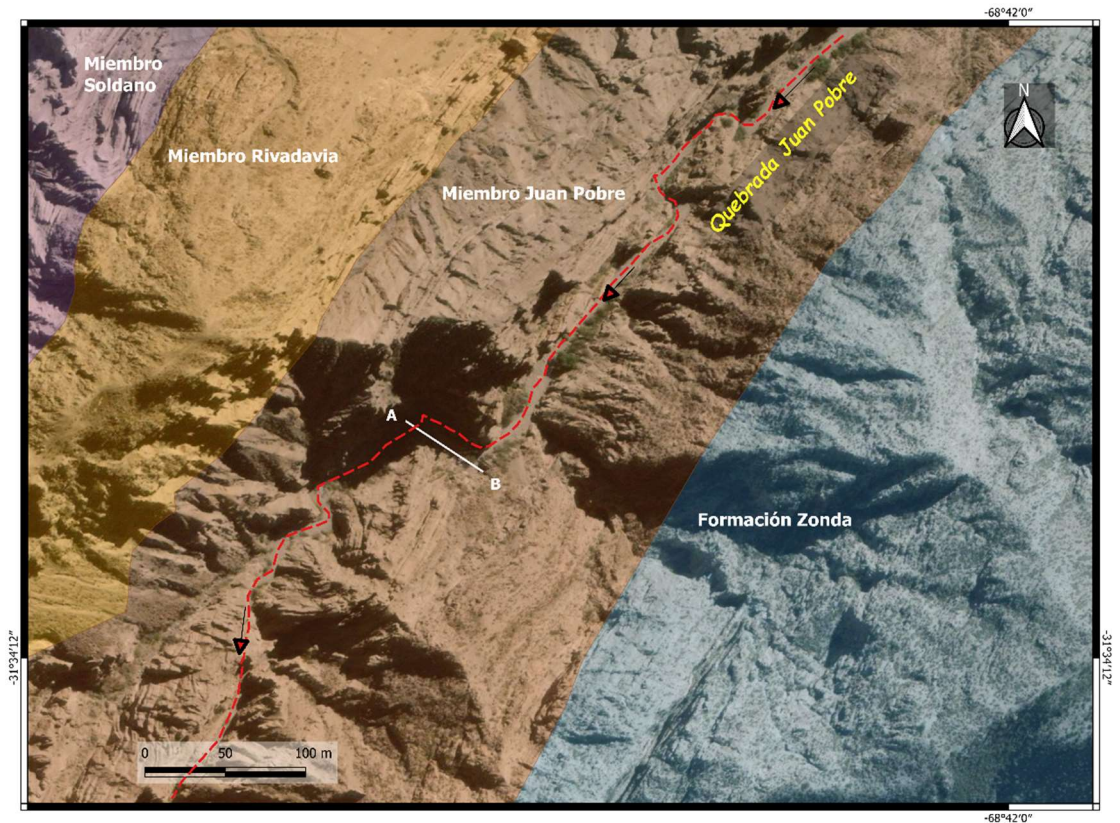 -68°42'0"
Miembro
Soldano
N
Miembro Rivadavia
Quebrada Juan Pobre
Miembro Juan Pobre
A
B
Formación Zonda
-31°34'12"
-31°34'12"
0 50 100 m
-68°42'0"